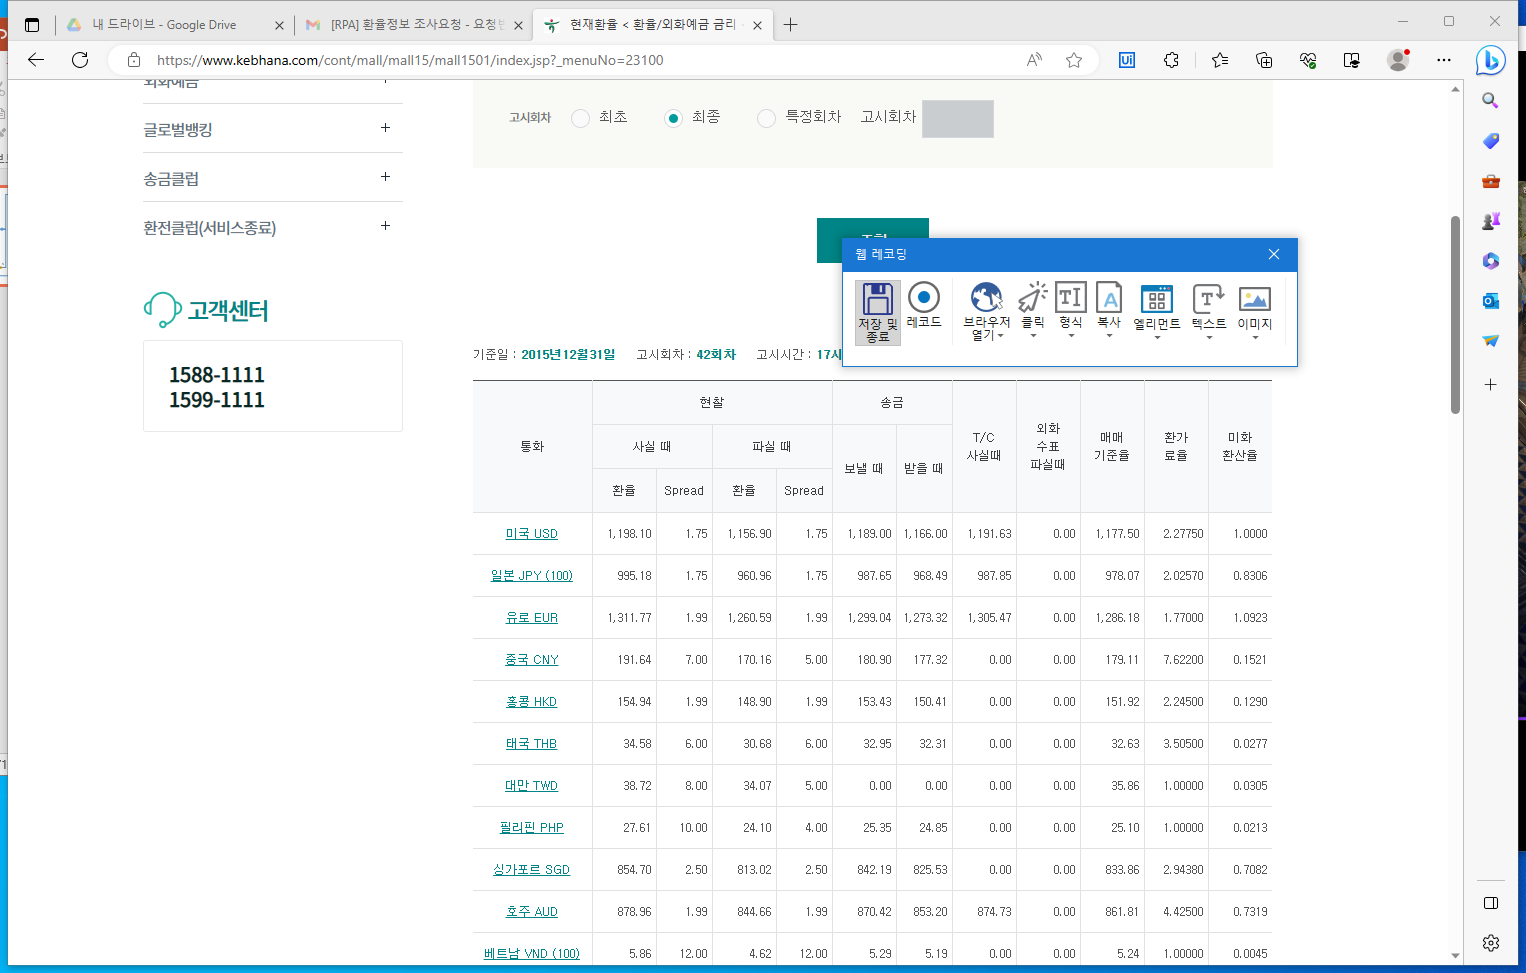 내 드라이브 - Google Drive
[RPA] 환율정보 조사요청 - 요청번
현재환율 < 환율/외화예금 금리 -
https://www.kebhana.com/cont/mall/mall15/mall1501/index.jsp?_menuNo=23100
외화예금 +
글로벌뱅킹 +
송금클럽 +
환전클럽(서비스종료) +
고객센터
1588-1111
1599-1111
고시회차 최초 최종 특정회차 고시회차
웹 레코딩
저장 및 종료
레코드
브라우저 열기
클릭
형식
복사
엘리먼트
텍스트
이미지
기준일 : 2015년12월31일 고시회차 : 42회차 고시시간 : 17시
통화 현찰 송금 T/C 사실때 외화 수표 파실때 매매 기준율 환가 료율 미화 환산율
사실 때 파실 때 보낼 때 받을 때
환율 Spread 환율 Spread
미국 USD 1,198.10 1.75 1,156.90 1.75 1,189.00 1,166.00 1,191.63 0.00 1,177.50 2.27750 1.0000
일본 JPY (100) 995.18 1.75 960.96 1.75 987.65 968.49 987.85 0.00 978.07 2.02570 0.8306
유로 EUR 1,311.77 1.99 1,260.59 1.99 1,299.04 1,273.32 1,305.47 0.00 1,286.18 1.77000 1.0923
중국 CNY 191.64 7.00 170.16 5.00 180.90 177.32 0.00 0.00 179.11 7.62200 0.1521
홍콩 HKD 154.94 1.99 148.90 1.99 153.43 150.41 0.00 0.00 151.92 2.24500 0.1290
태국 THB 34.58 6.00 30.68 6.00 32.95 32.31 0.00 0.00 32.63 3.50500 0.0277
대만 TWD 38.72 8.00 34.07 5.00 0.00 0.00 0.00 0.00 35.86 1.00000 0.0305
필리핀 PHP 27.61 10.00 24.10 4.00 25.35 24.85 0.00 0.00 25.10 1.00000 0.0213
싱가포르 SGD 854.70 2.50 813.02 2.50 842.19 825.53 0.00 0.00 833.86 2.94380 0.7082
호주 AUD 878.96 1.99 844.66 1.99 870.42 853.20 874.73 0.00 861.81 4.42500 0.7319
베트남 VND (100) 5.86 12.00 4.62 12.00 5.29 5.19 0.00 0.00 5.24 1.00000 0.0045